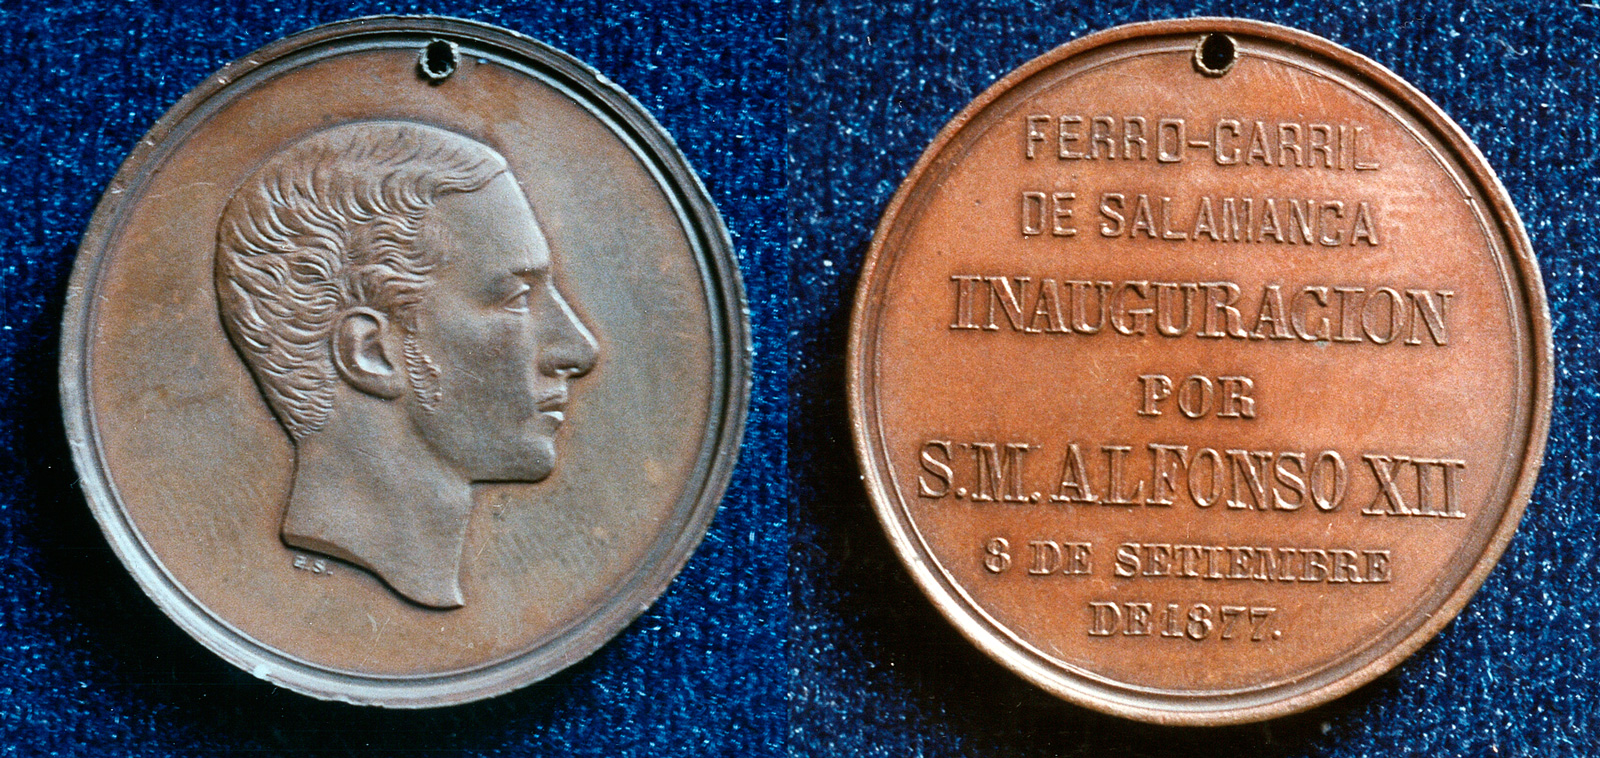 E.S.
FERRO-CARRIL
DE SALAMANCA
INAUGURACION
POR
S.M. ALFONSO XII
8 DE SETIEMBRE
DE 1877.